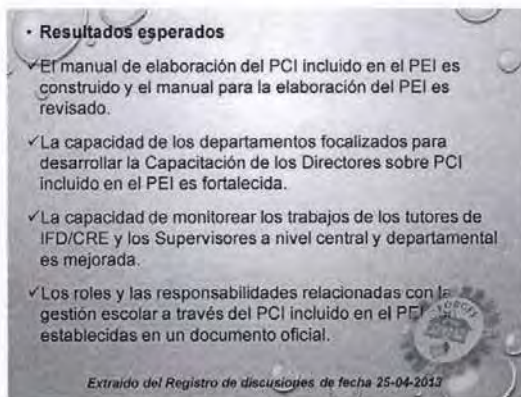 • Resultados esperados
✓El manual de elaboración del PCI incluido en el PEI es
construido y el manual para la elaboración del PEI es
revisado.
✓La capacidad de los departamentos focalizados para
desarrollar la Capacitación de los Directores sobre PCI
incluido en el PEI es fortalecida.
✓La capacidad de monitorear los trabajos de los tutores de
IFD/CRE y los Supervisores a nivel central y departamental
es mejorada.
✓Los roles y las responsabilidades relacionadas con la
gestión escolar a través del PCI incluido en el PEI
establecidas en un documento oficial.
Extraido del Registro de discusiones de fecha 25-04-2013